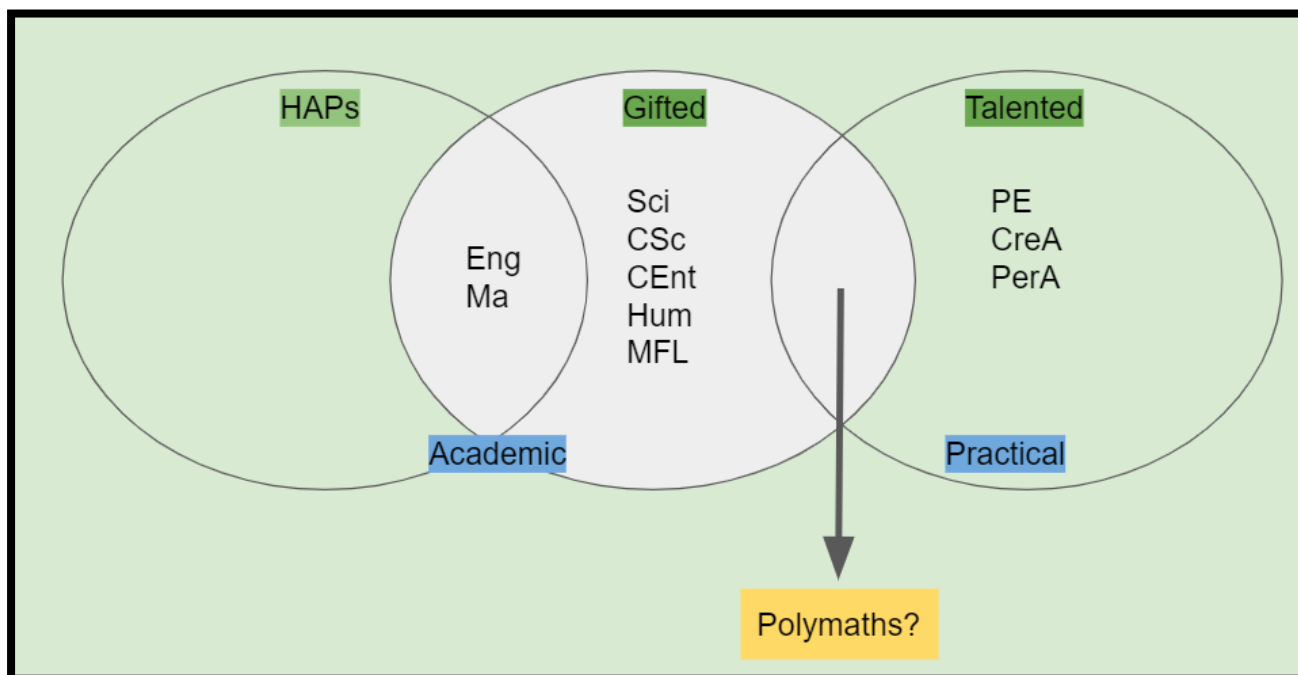 HAPs
Gifted
Talented
Eng
Ma
Sci
CSc
CEnt
Hum
MFL
PE
CreA
PerA
Academic
Practical
Polymaths?